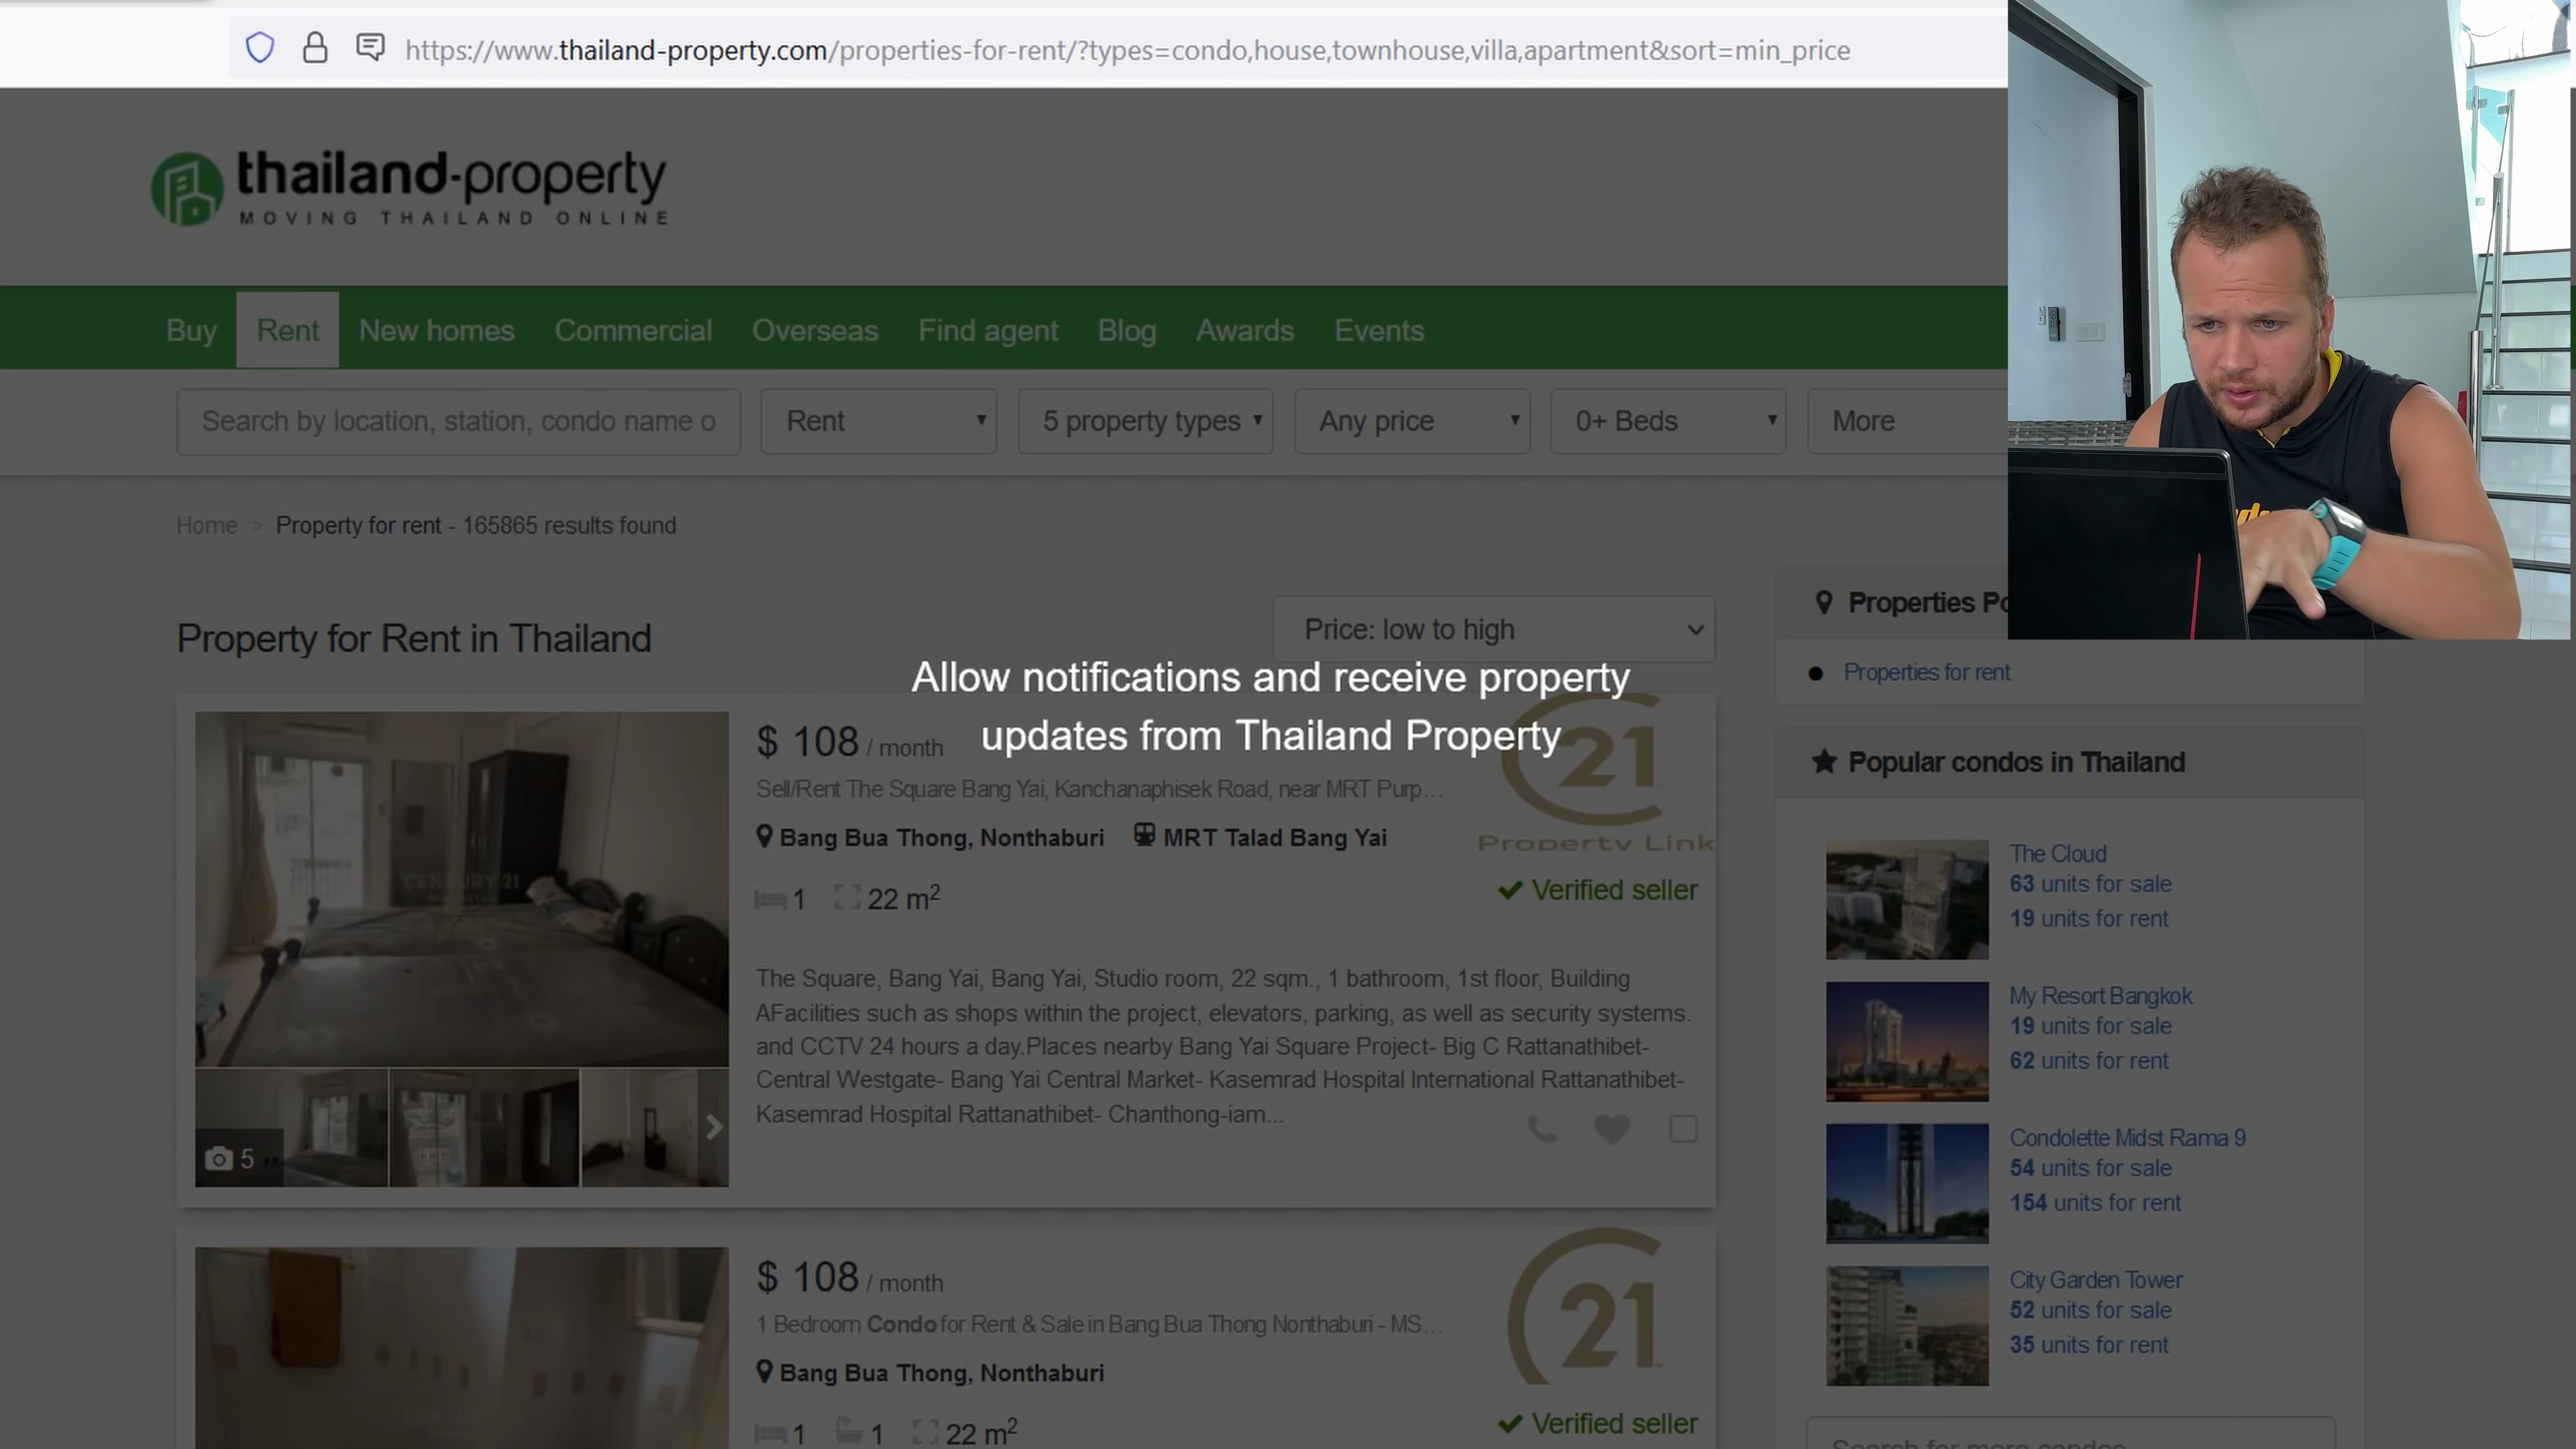 https://www.thailand-property.com/properties-for-rent/?types=condo,house,townhouse,villa,apartment&sort=min_price
thailand-property
MOVING THAILAND ONLINE
Buy Rent New homes Commercial Overseas Find agent Blog Awards Events
Search by location, station, condo name o
Rent
5 property types
Any price
0+ Beds
More
Home > Property for rent - 165865 results found
Property for Rent in Thailand
Price: low to high
Allow notifications and receive property
updates from Thailand Property
$ 108 / month
Sell/Rent The Square Bang Yai, Kanchanaphisek Road, near MRT Purp...
Bang Bua Thong, Nonthaburi MRT Talad Bang Yai
1 22 m²
21
Property Link
Verified seller
The Square, Bang Yai, Bang Yai, Studio room, 22 sqm., 1 bathroom, 1st floor, Building
AFacilities such as shops within the project, elevators, parking, as well as security systems.
and CCTV 24 hours a day.Places nearby Bang Yai Square Project- Big C Rattanathibet-
Central Westgate- Bang Yai Central Market- Kasemrad Hospital International Rattanathibet-
Kasemrad Hospital Rattanathibet- Chanthong-iam...
CENTURY 21
5
$ 108 / month
1 Bedroom Condo for Rent & Sale in Bang Bua Thong Nonthaburi - MS...
Bang Bua Thong, Nonthaburi
1 1 22 m²
21
Verified seller
Properties
Properties for rent
Popular condos in Thailand
The Cloud
63 units for sale
19 units for rent
My Resort Bangkok
19 units for sale
62 units for rent
Condolette Midst Rama 9
54 units for sale
154 units for rent
City Garden Tower
52 units for sale
35 units for rent
Search for more condos